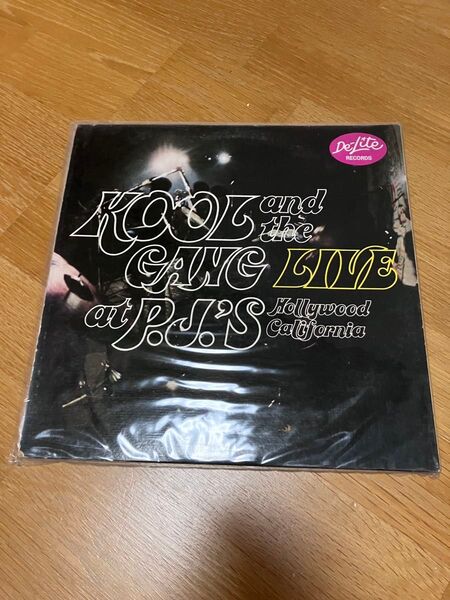 De-Lite
RECORDS
KOOL and the
GANG LIVE
at P.J.'S Hollywood
California